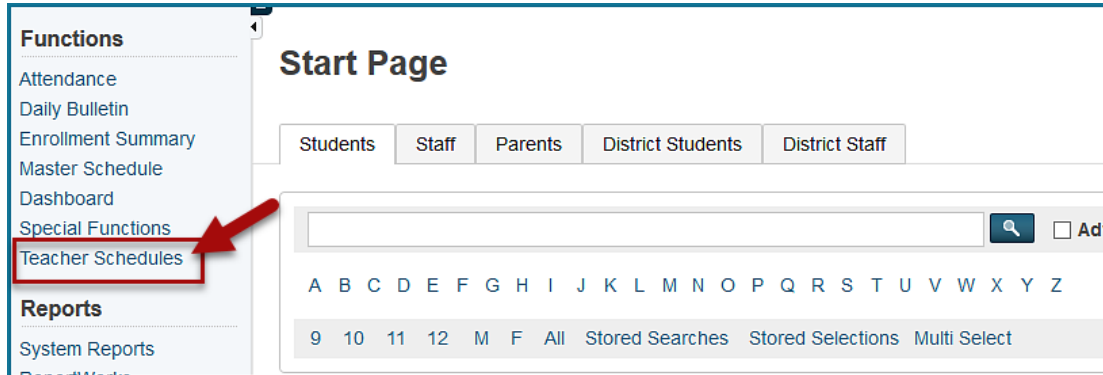 Functions
Attendance
Daily Bulletin
Enrollment Summary
Master Schedule
Dashboard
Special Functions
Teacher Schedules
Reports
System Reports
Start Page
Students Staff Parents District Students District Staff
A B C D E F G H I J K L M N O P Q R S T U V W X Y Z
9 10 11 12 M F All Stored Searches Stored Selections Multi Select